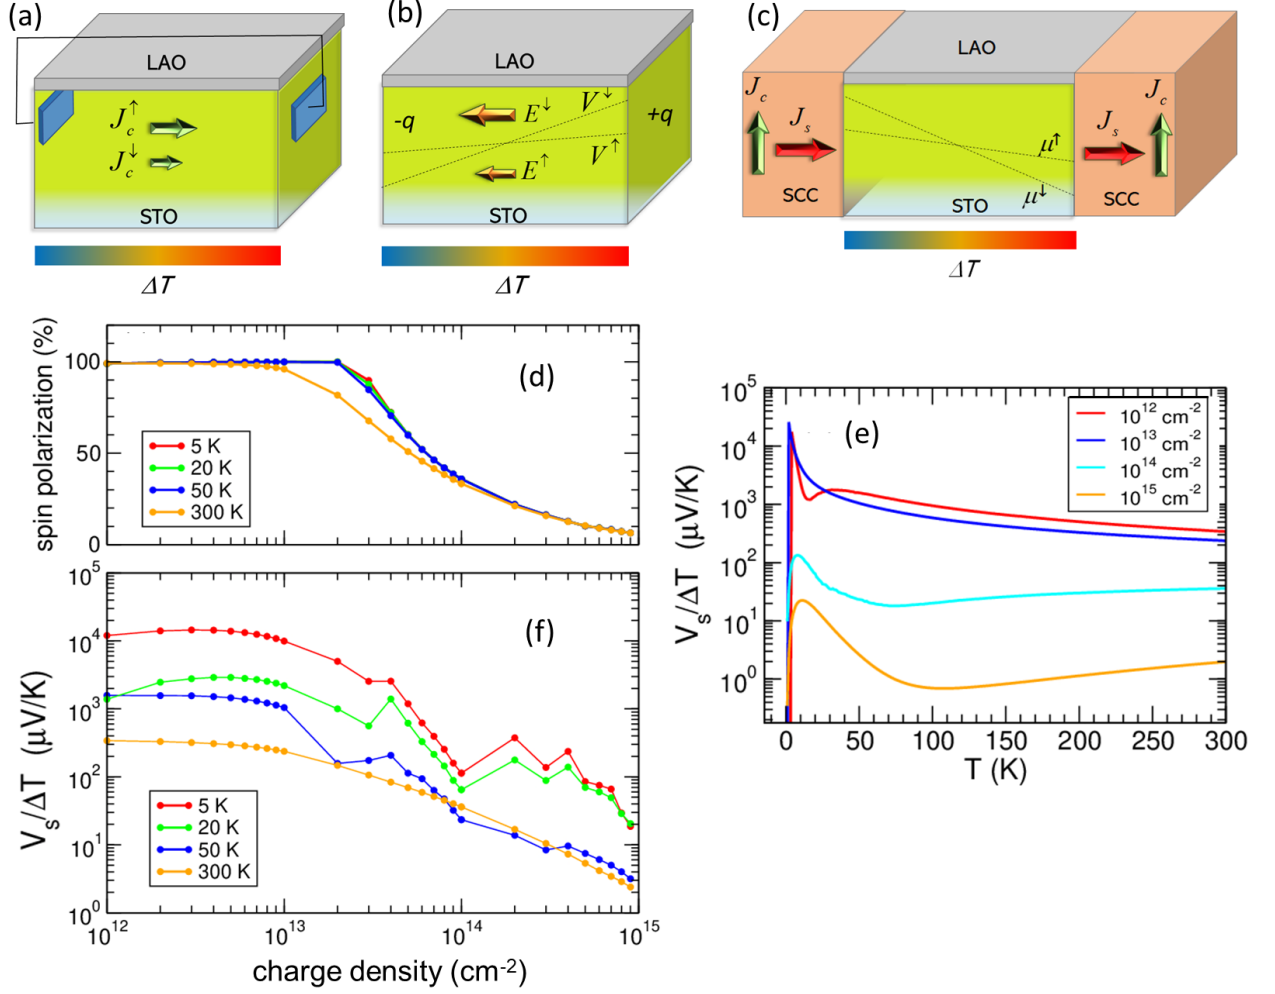 (a)
LAO
J_c^↑
J_c^↓
STO
ΔT
(b)
LAO
-q
E^↓
V^↓
+q
V^↑
E^↑
STO
ΔT
(c)
LAO
J_c
J_s
SCC
μ^↑
μ^↓
STO
J_s
J_c
SCC
ΔT
spin polarization (%)
100
50
0
(d)
5 K
20 K
50 K
300 K
V_s/ΔT (μV/K)
10^5
10^4
10^3
10^2
10^1
10^0
(e)
10^12 cm^-2
10^13 cm^-2
10^14 cm^-2
10^15 cm^-2
0 50 100 150 200 250 300
T (K)
V_s/ΔT (μV/K)
10^5
10^4
10^3
10^2
10^1
10^0
(f)
5 K
20 K
50 K
300 K
10^12 10^13 10^14 10^15
charge density (cm^-2)